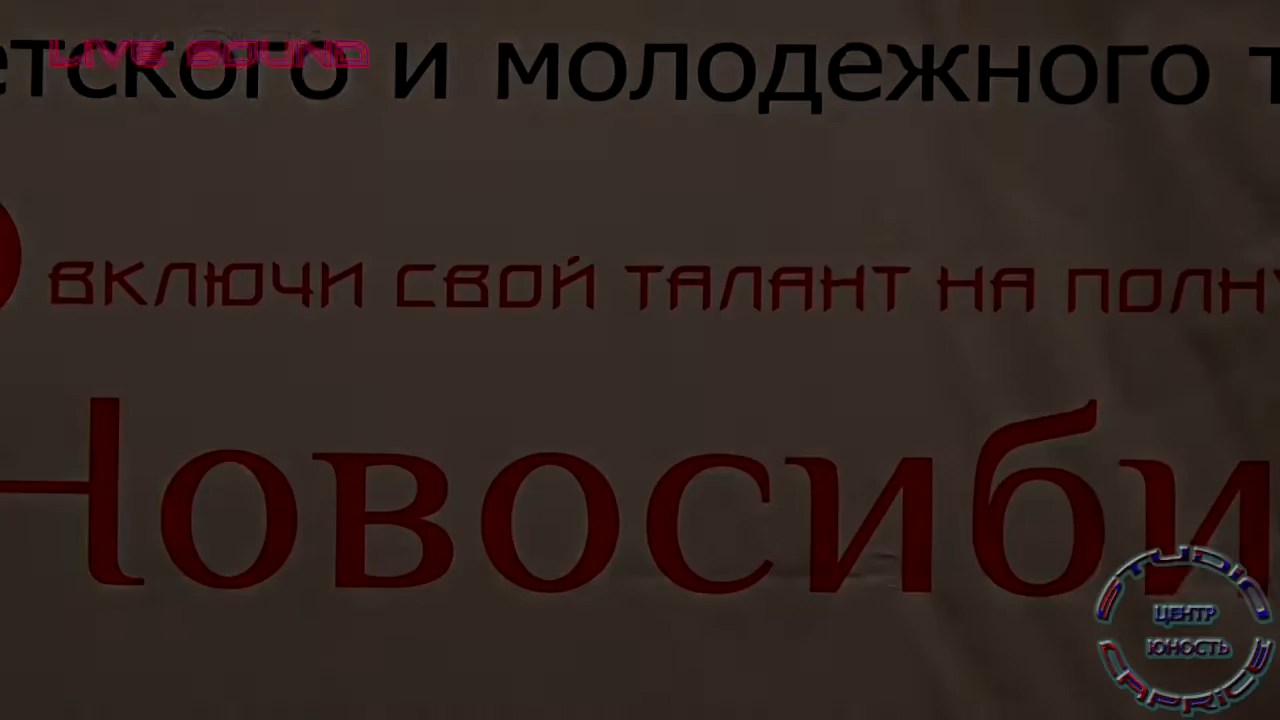 LIVE SOUND
етского и молодежного т
ВКЛЮЧИ СВОЙ ТАЛАНТ НА ПОЛН
Новосиби
STUDIO
ЦЕНТР
ЮНОСТЬ
CAPRICE